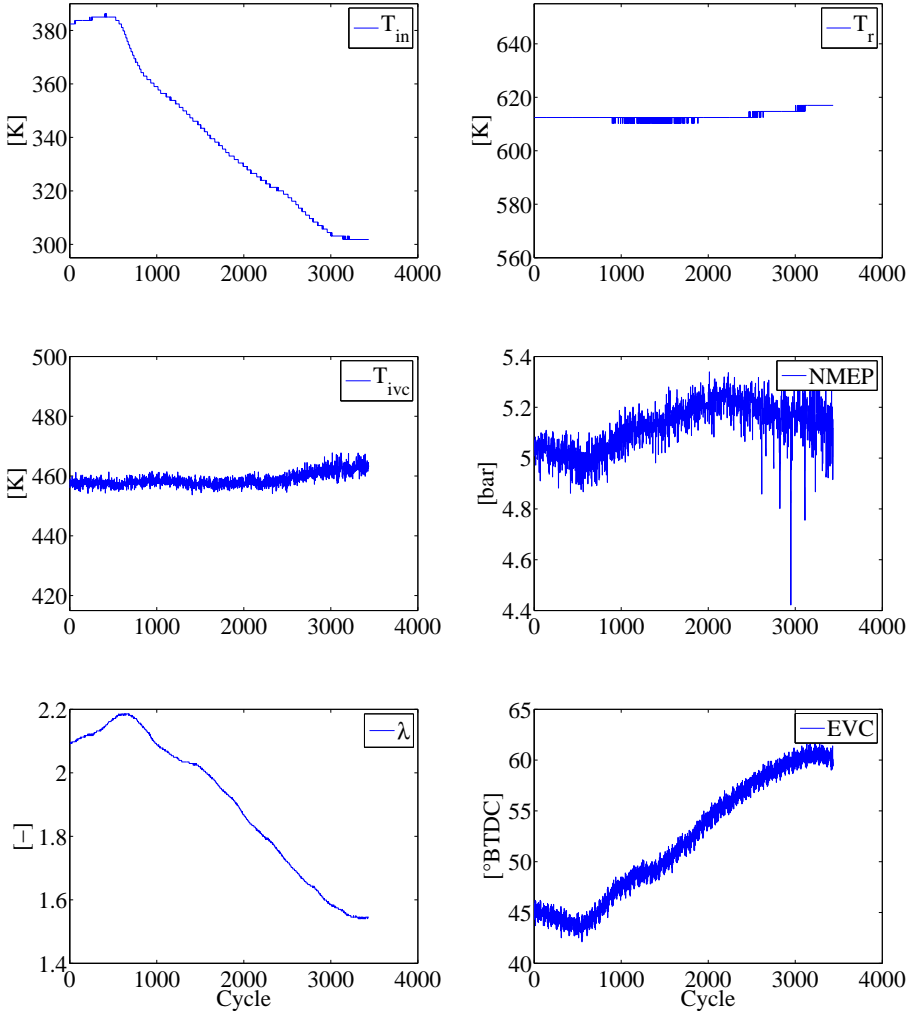 T_in
[K]
380
360
340
320
300
0 1000 2000 3000 4000
T_r
[K]
640
620
600
580
560
0 1000 2000 3000 4000
T_ivc
[K]
500
480
460
440
420
0 1000 2000 3000 4000
NMEP
[bar]
5.4
5.2
5
4.8
4.6
4.4
0 1000 2000 3000 4000
λ
[−]
2.2
2
1.8
1.6
1.4
0 1000 2000 3000 4000
Cycle
EVC
[°BTDC]
65
60
55
50
45
40
0 1000 2000 3000 4000
Cycle